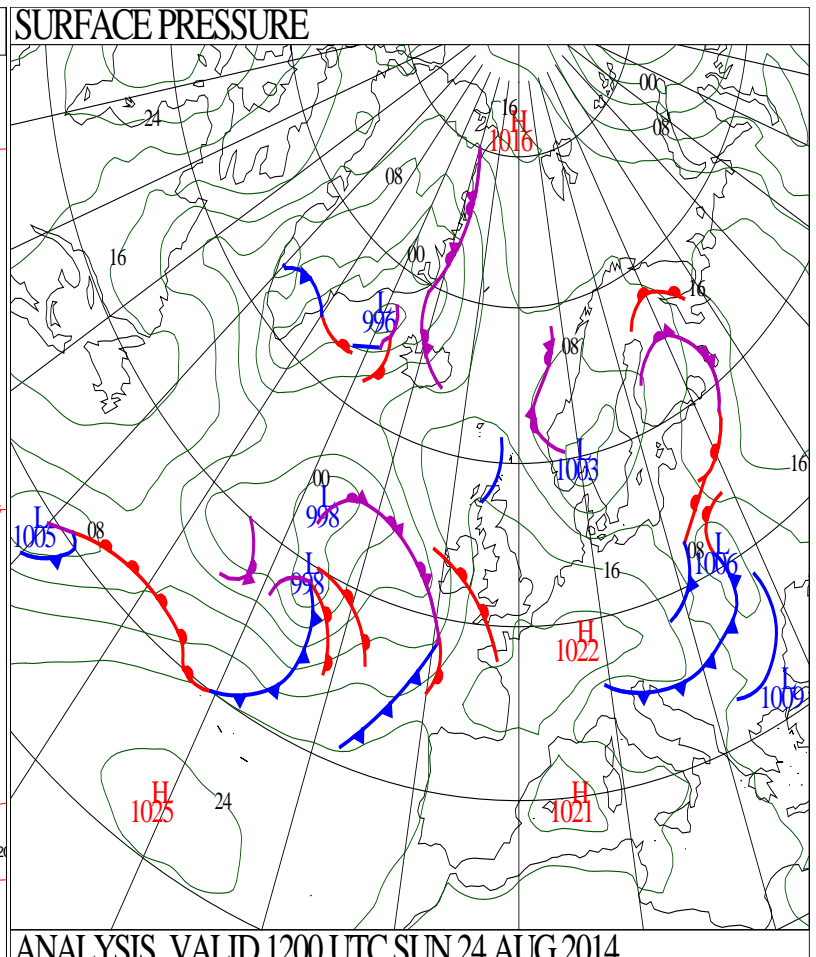 SURFACE PRESSURE
00
16
H
1016
24
08
08
00
16
16
L
996
08
L
1003
16
00
L
998
L
1005
08
L
998
16
08
L
1006
H
1022
L
1009
H
1025
24
H
1021
ANALYSIS VALID 1200 UTC SUN 24 AUG 2014